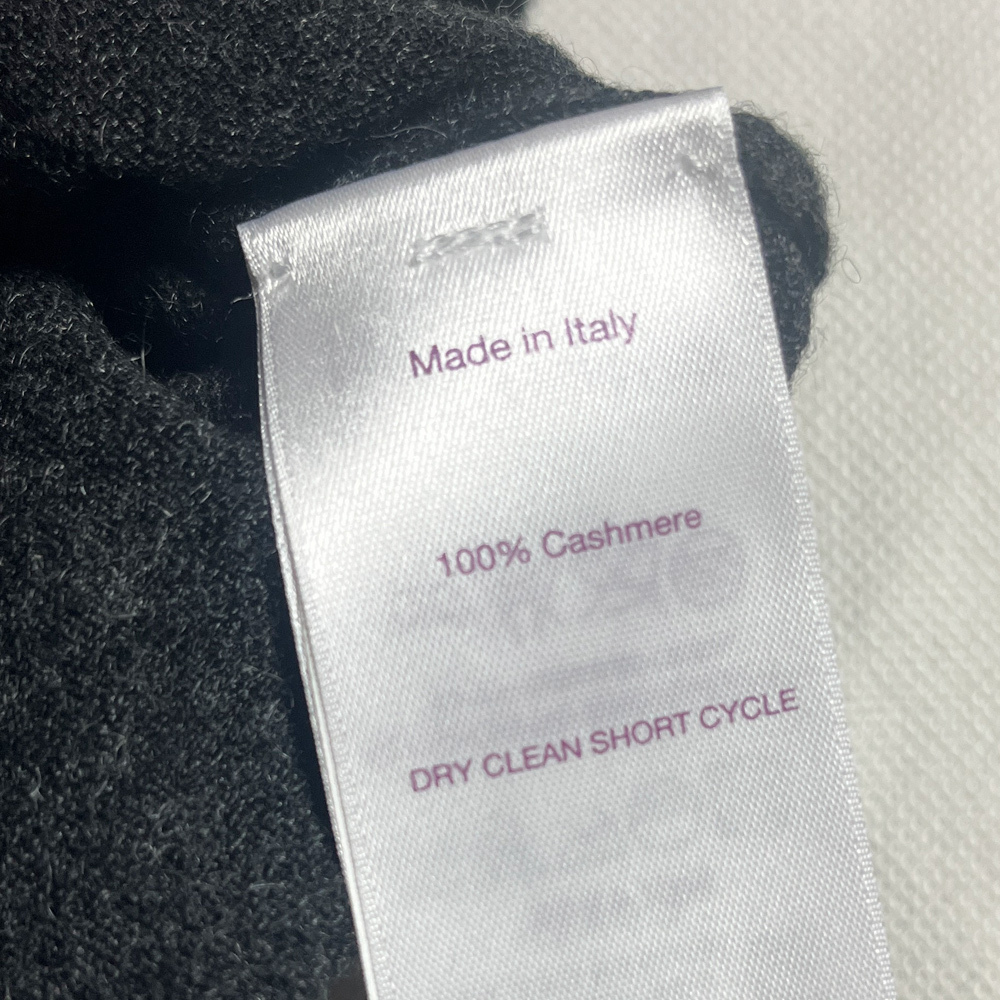 Made in Italy
100% Cashmere
DRY CLEAN SHORT CYCLE